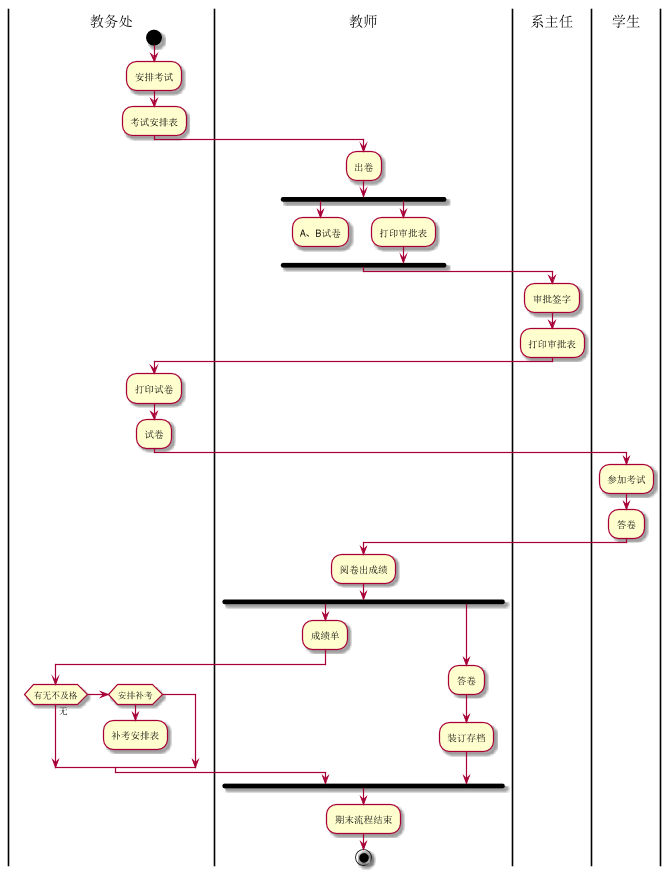 教务处
教师
系主任
学生
安排考试
考试安排表
出卷
A、B试卷
打印审批表
审批签字
打印审批表
打印试卷
试卷
参加考试
答卷
阅卷出成绩
成绩单
有无不及格
无
安排补考
补考安排表
答卷
装订存档
期末流程结束